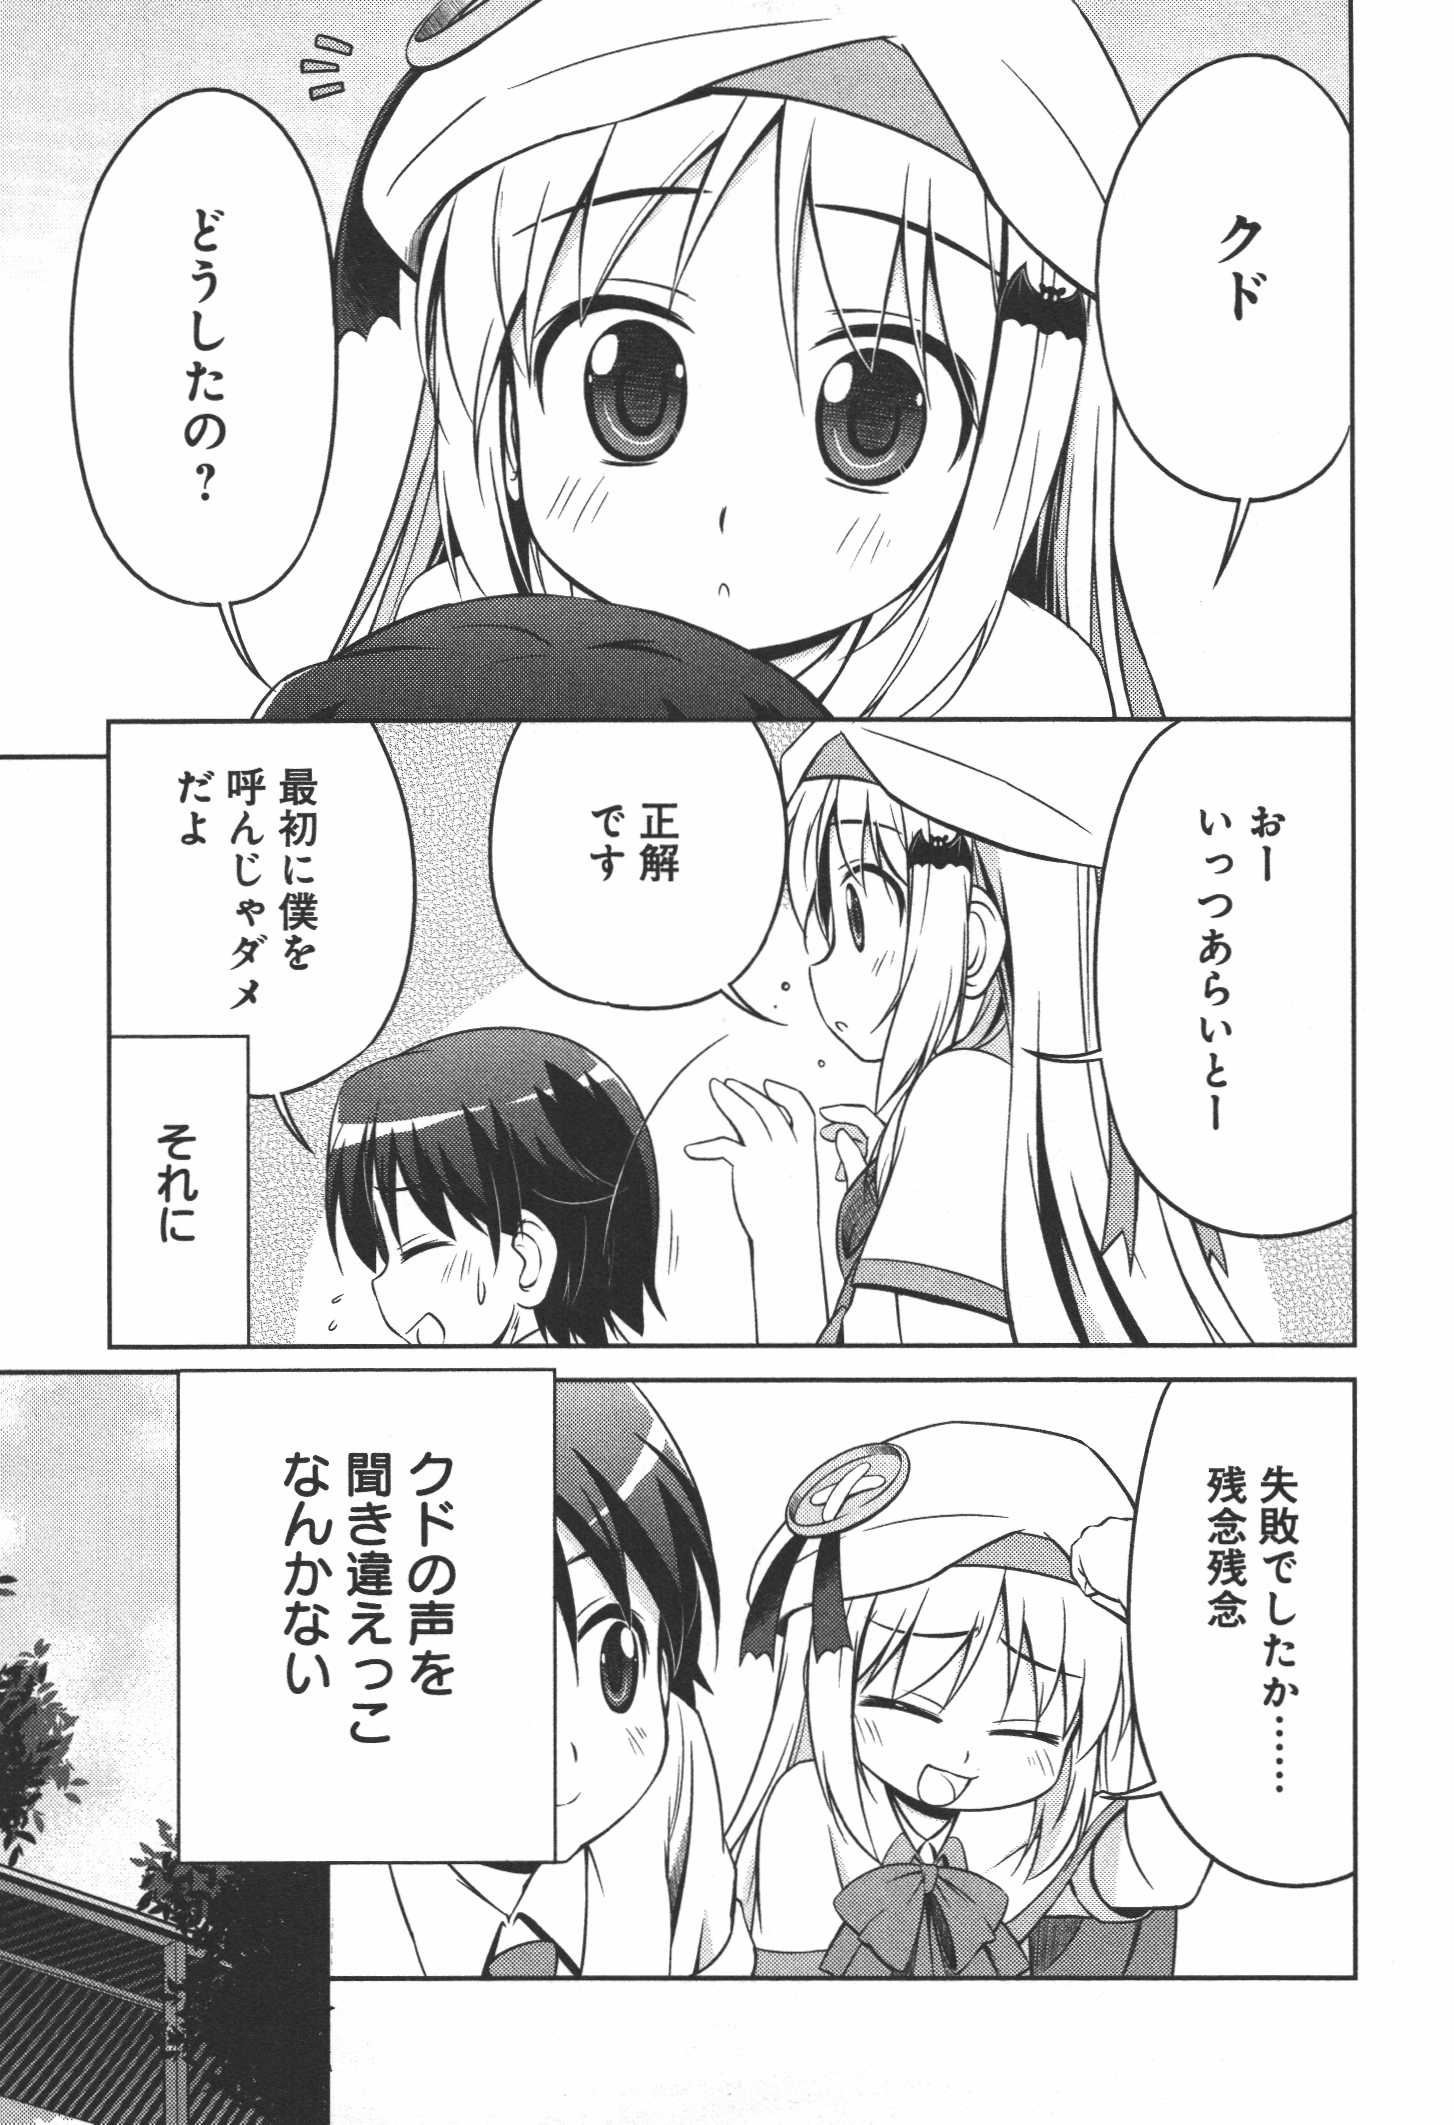 クド
どうしたの？
おー
いっつあらいとー
正解
です
最初に僕を
呼んじゃダメ
だよ
それに
失敗でしたか……
残念残念
クドの声を
聞き違えっこ
なんかない